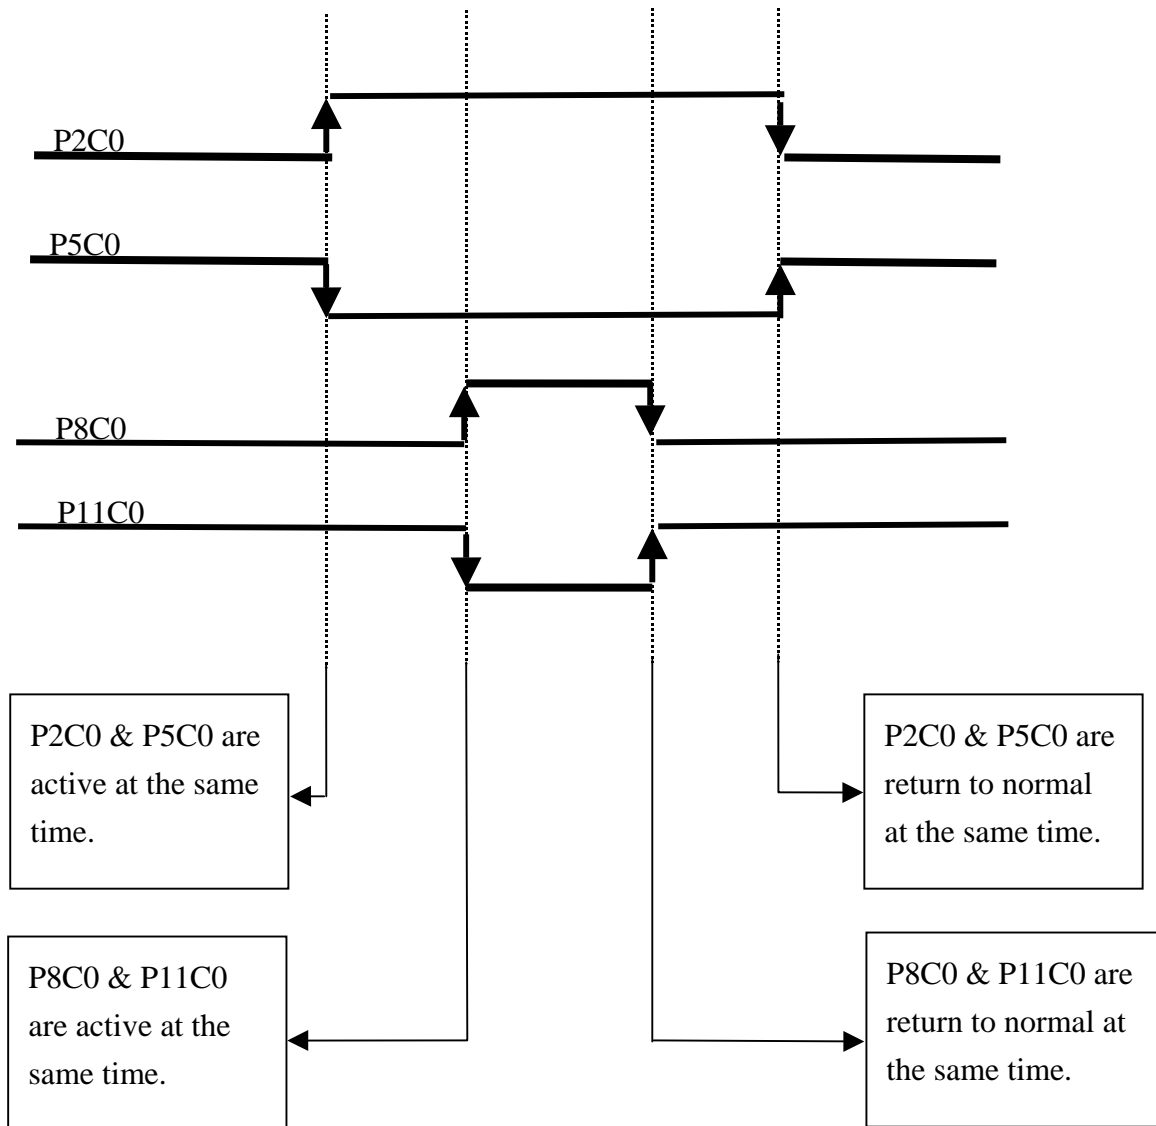 P2C0
P5C0
P8C0
P11C0
P2C0 & P5C0 are
active at the same
time.
P2C0 & P5C0 are
return to normal
at the same time.
P8C0 & P11C0
are active at the
same time.
P8C0 & P11C0 are
return to normal at
the same time.